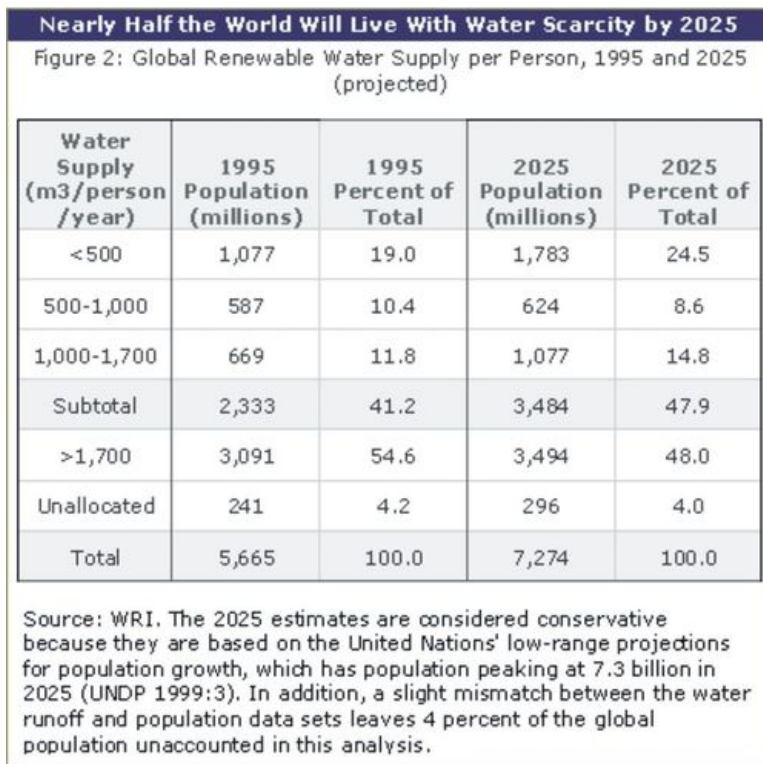 Nearly Half the World Will Live With Water Scarcity by 2025
Figure 2: Global Renewable Water Supply per Person, 1995 and 2025
(projected)
Water Supply (m3/person /year) 1995 Population (millions) 1995 Percent of Total 2025 Population (millions) 2025 Percent of Total
<500 1,077 19.0 1,783 24.5
500-1,000 587 10.4 624 8.6
1,000-1,700 669 11.8 1,077 14.8
Subtotal 2,333 41.2 3,484 47.9
>1,700 3,091 54.6 3,494 48.0
Unallocated 241 4.2 296 4.0
Total 5,665 100.0 7,274 100.0
Source: WRI. The 2025 estimates are considered conservative
because they are based on the United Nations' low-range projections
for population growth, which has population peaking at 7.3 billion in
2025 (UNDP 1999:3). In addition, a slight mismatch between the water
runoff and population data sets leaves 4 percent of the global
population unaccounted in this analysis.